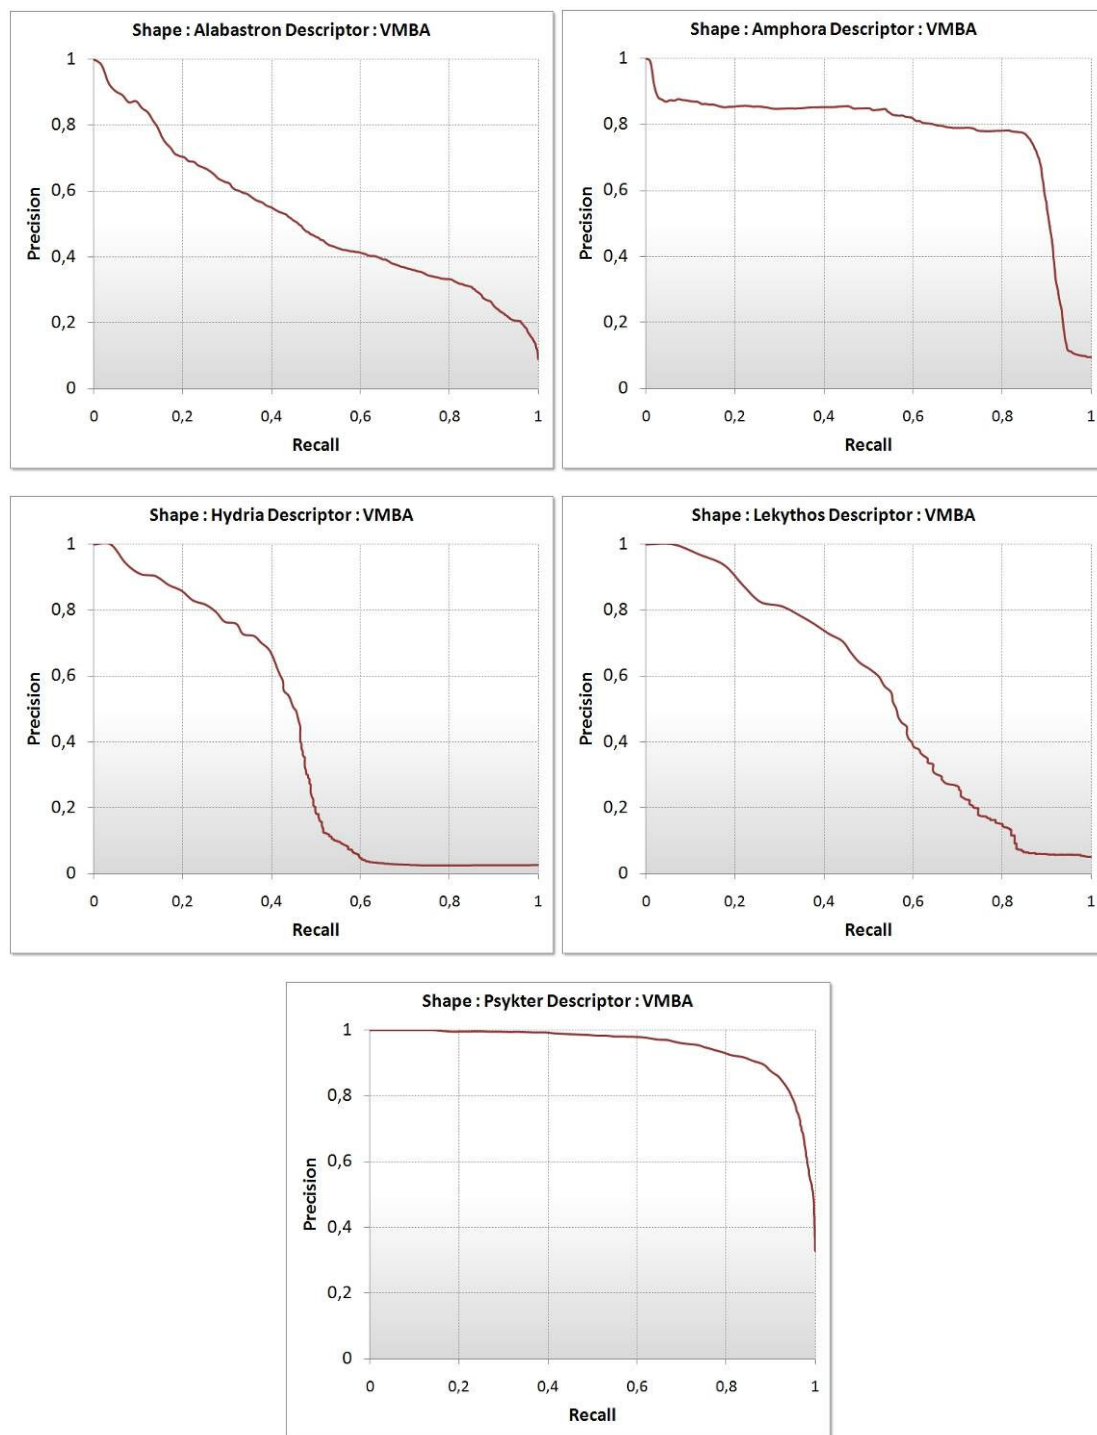 Shape : Alabastron Descriptor : VMBA
1
0,8
0,6
0,4
0,2
0
Precision
0 0,2 0,4 0,6 0,8 1
Recall
Shape : Amphora Descriptor : VMBA
1
0,8
0,6
0,4
0,2
0
Precision
0 0,2 0,4 0,6 0,8 1
Recall
Shape : Hydria Descriptor : VMBA
1
0,8
0,6
0,4
0,2
0
Precision
0 0,2 0,4 0,6 0,8 1
Recall
Shape : Lekythos Descriptor : VMBA
1
0,8
0,6
0,4
0,2
0
Precision
0 0,2 0,4 0,6 0,8 1
Recall
Shape : Psykter Descriptor : VMBA
1
0,8
0,6
0,4
0,2
0
Precision
0 0,2 0,4 0,6 0,8 1
Recall